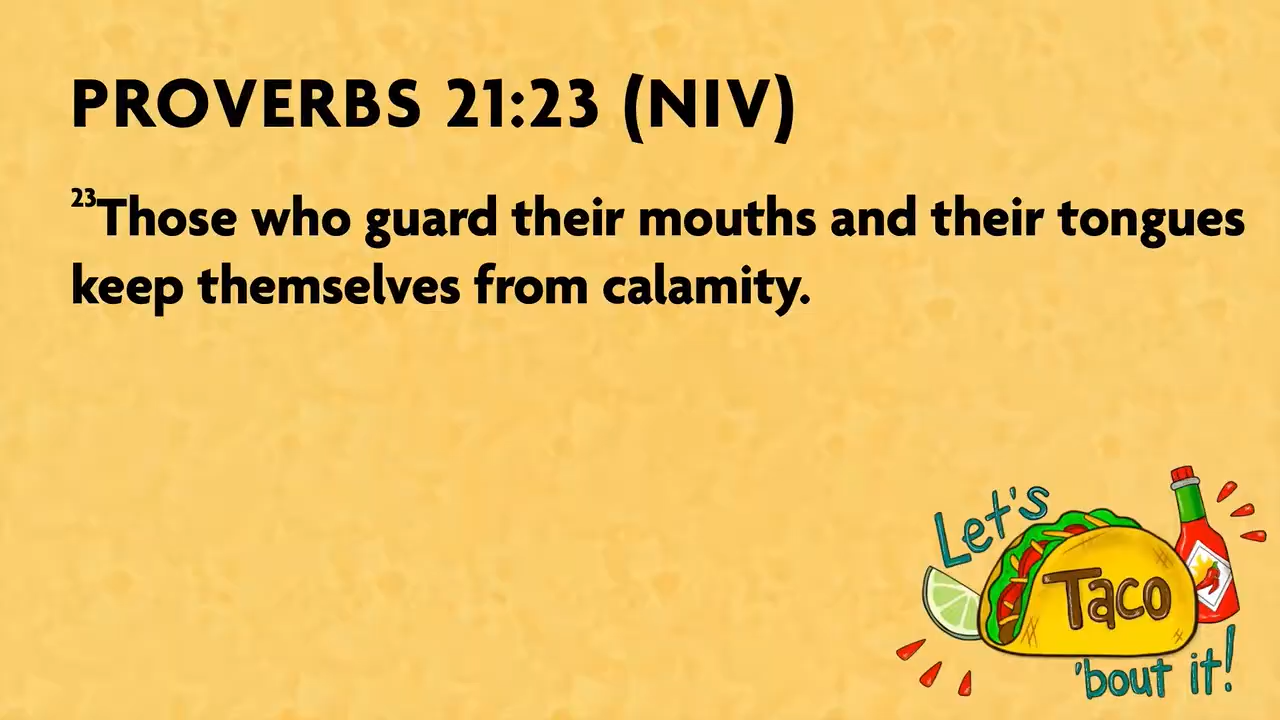 PROVERBS 21:23 (NIV)
23Those who guard their mouths and their tongues
keep themselves from calamity.
Let's
Taco
'bout it!